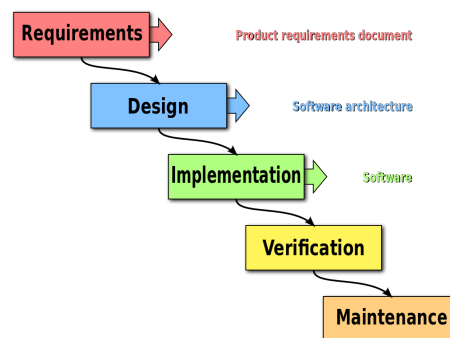 Requirements
Product requirements document
Design
Software architecture
Implementation
Software
Verification
Maintenance